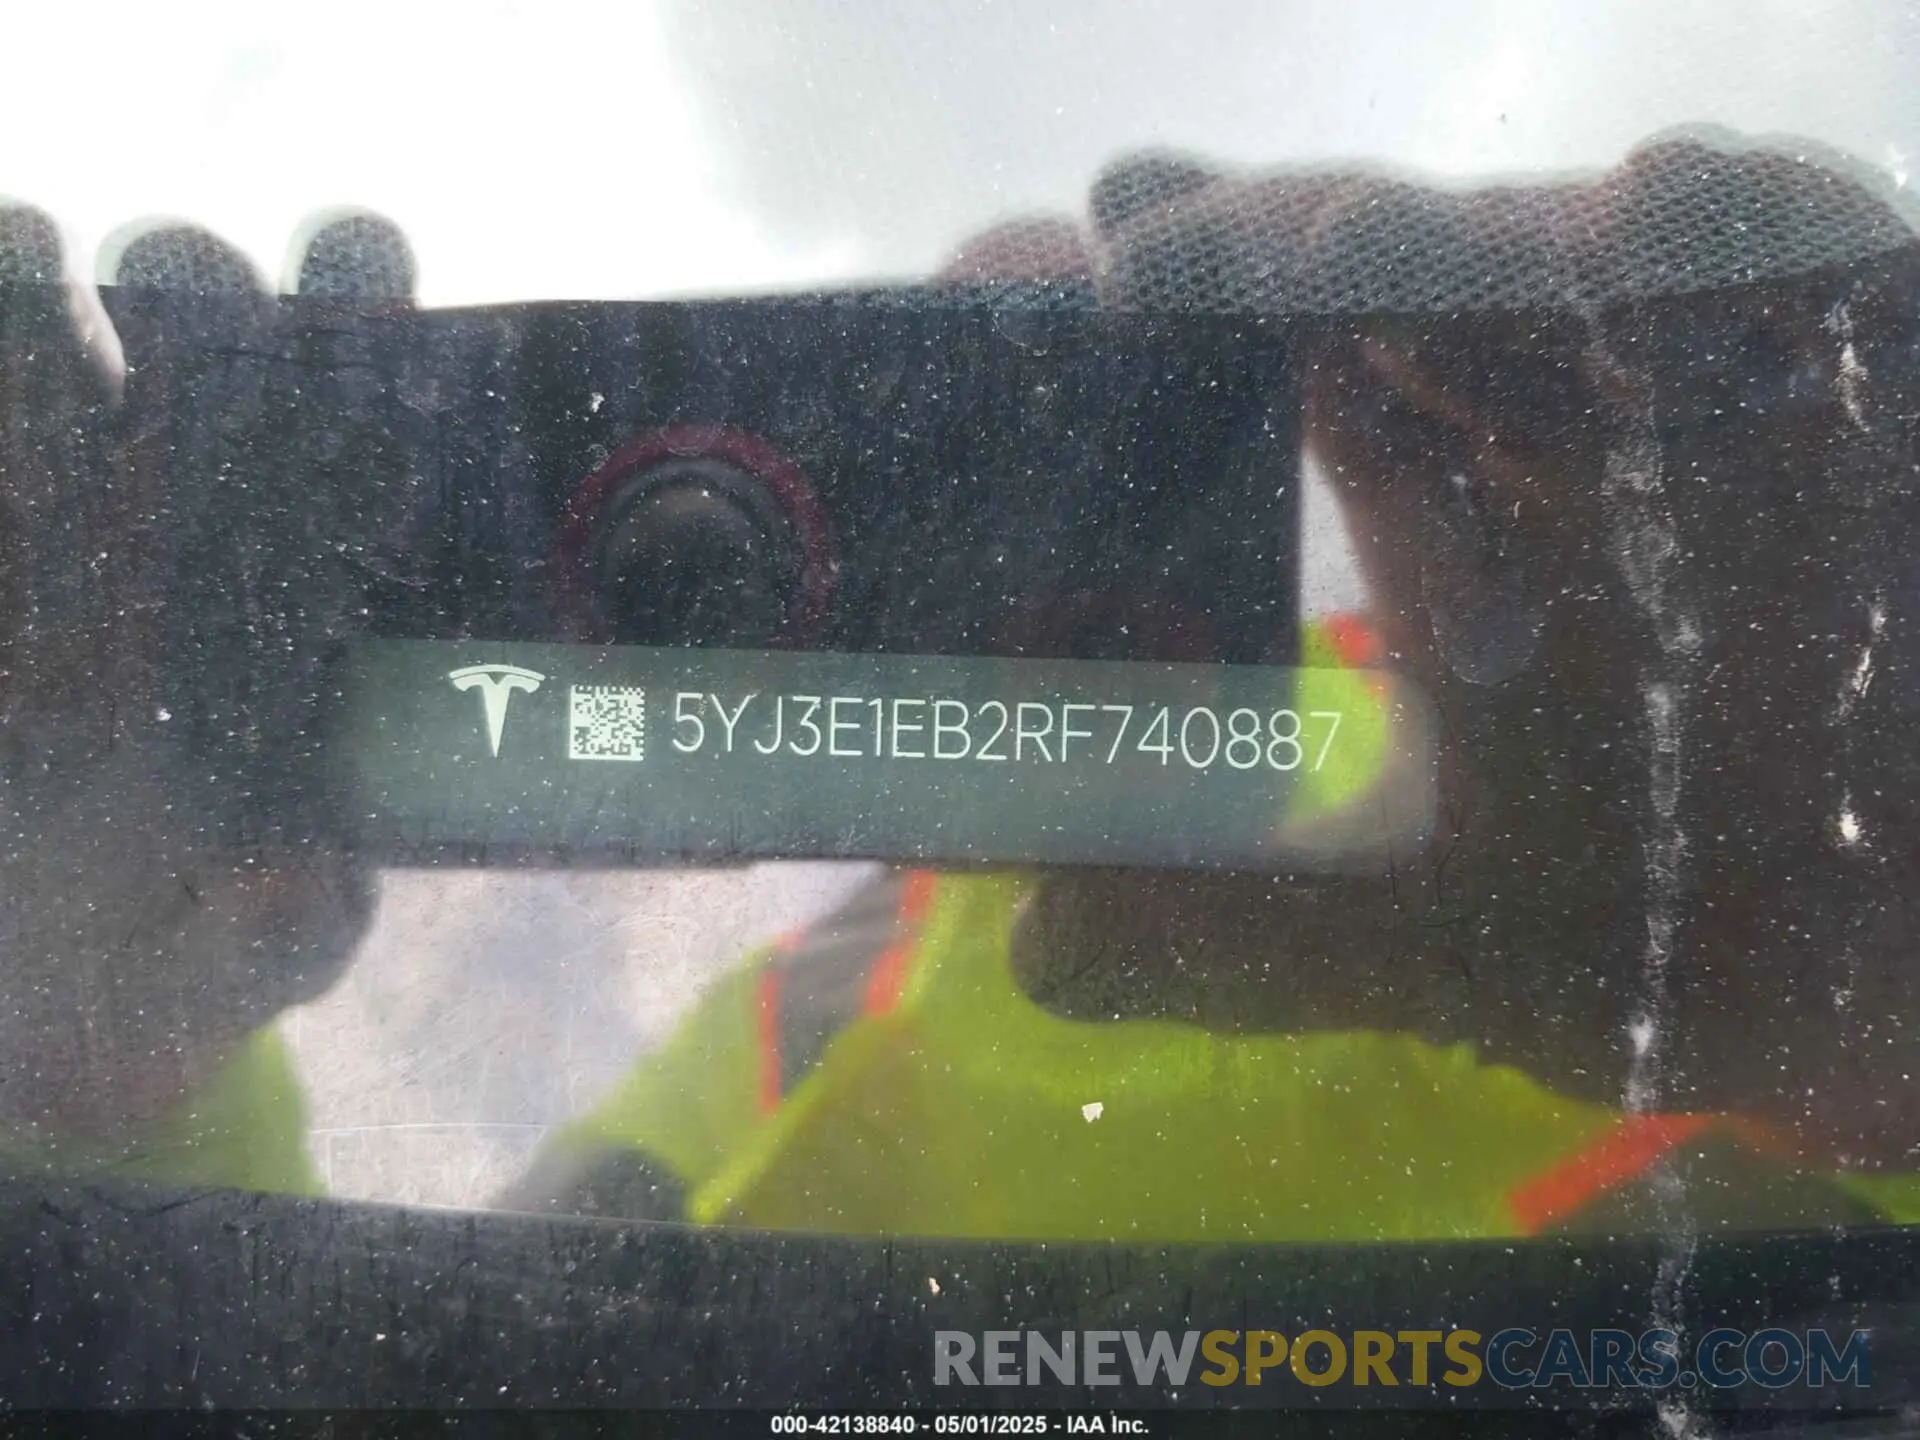 5YJ3E1EB2RF740887
RENEWSPORTSCARS.COM
000-42138840 - 05/01/2025 - IAA Inc.